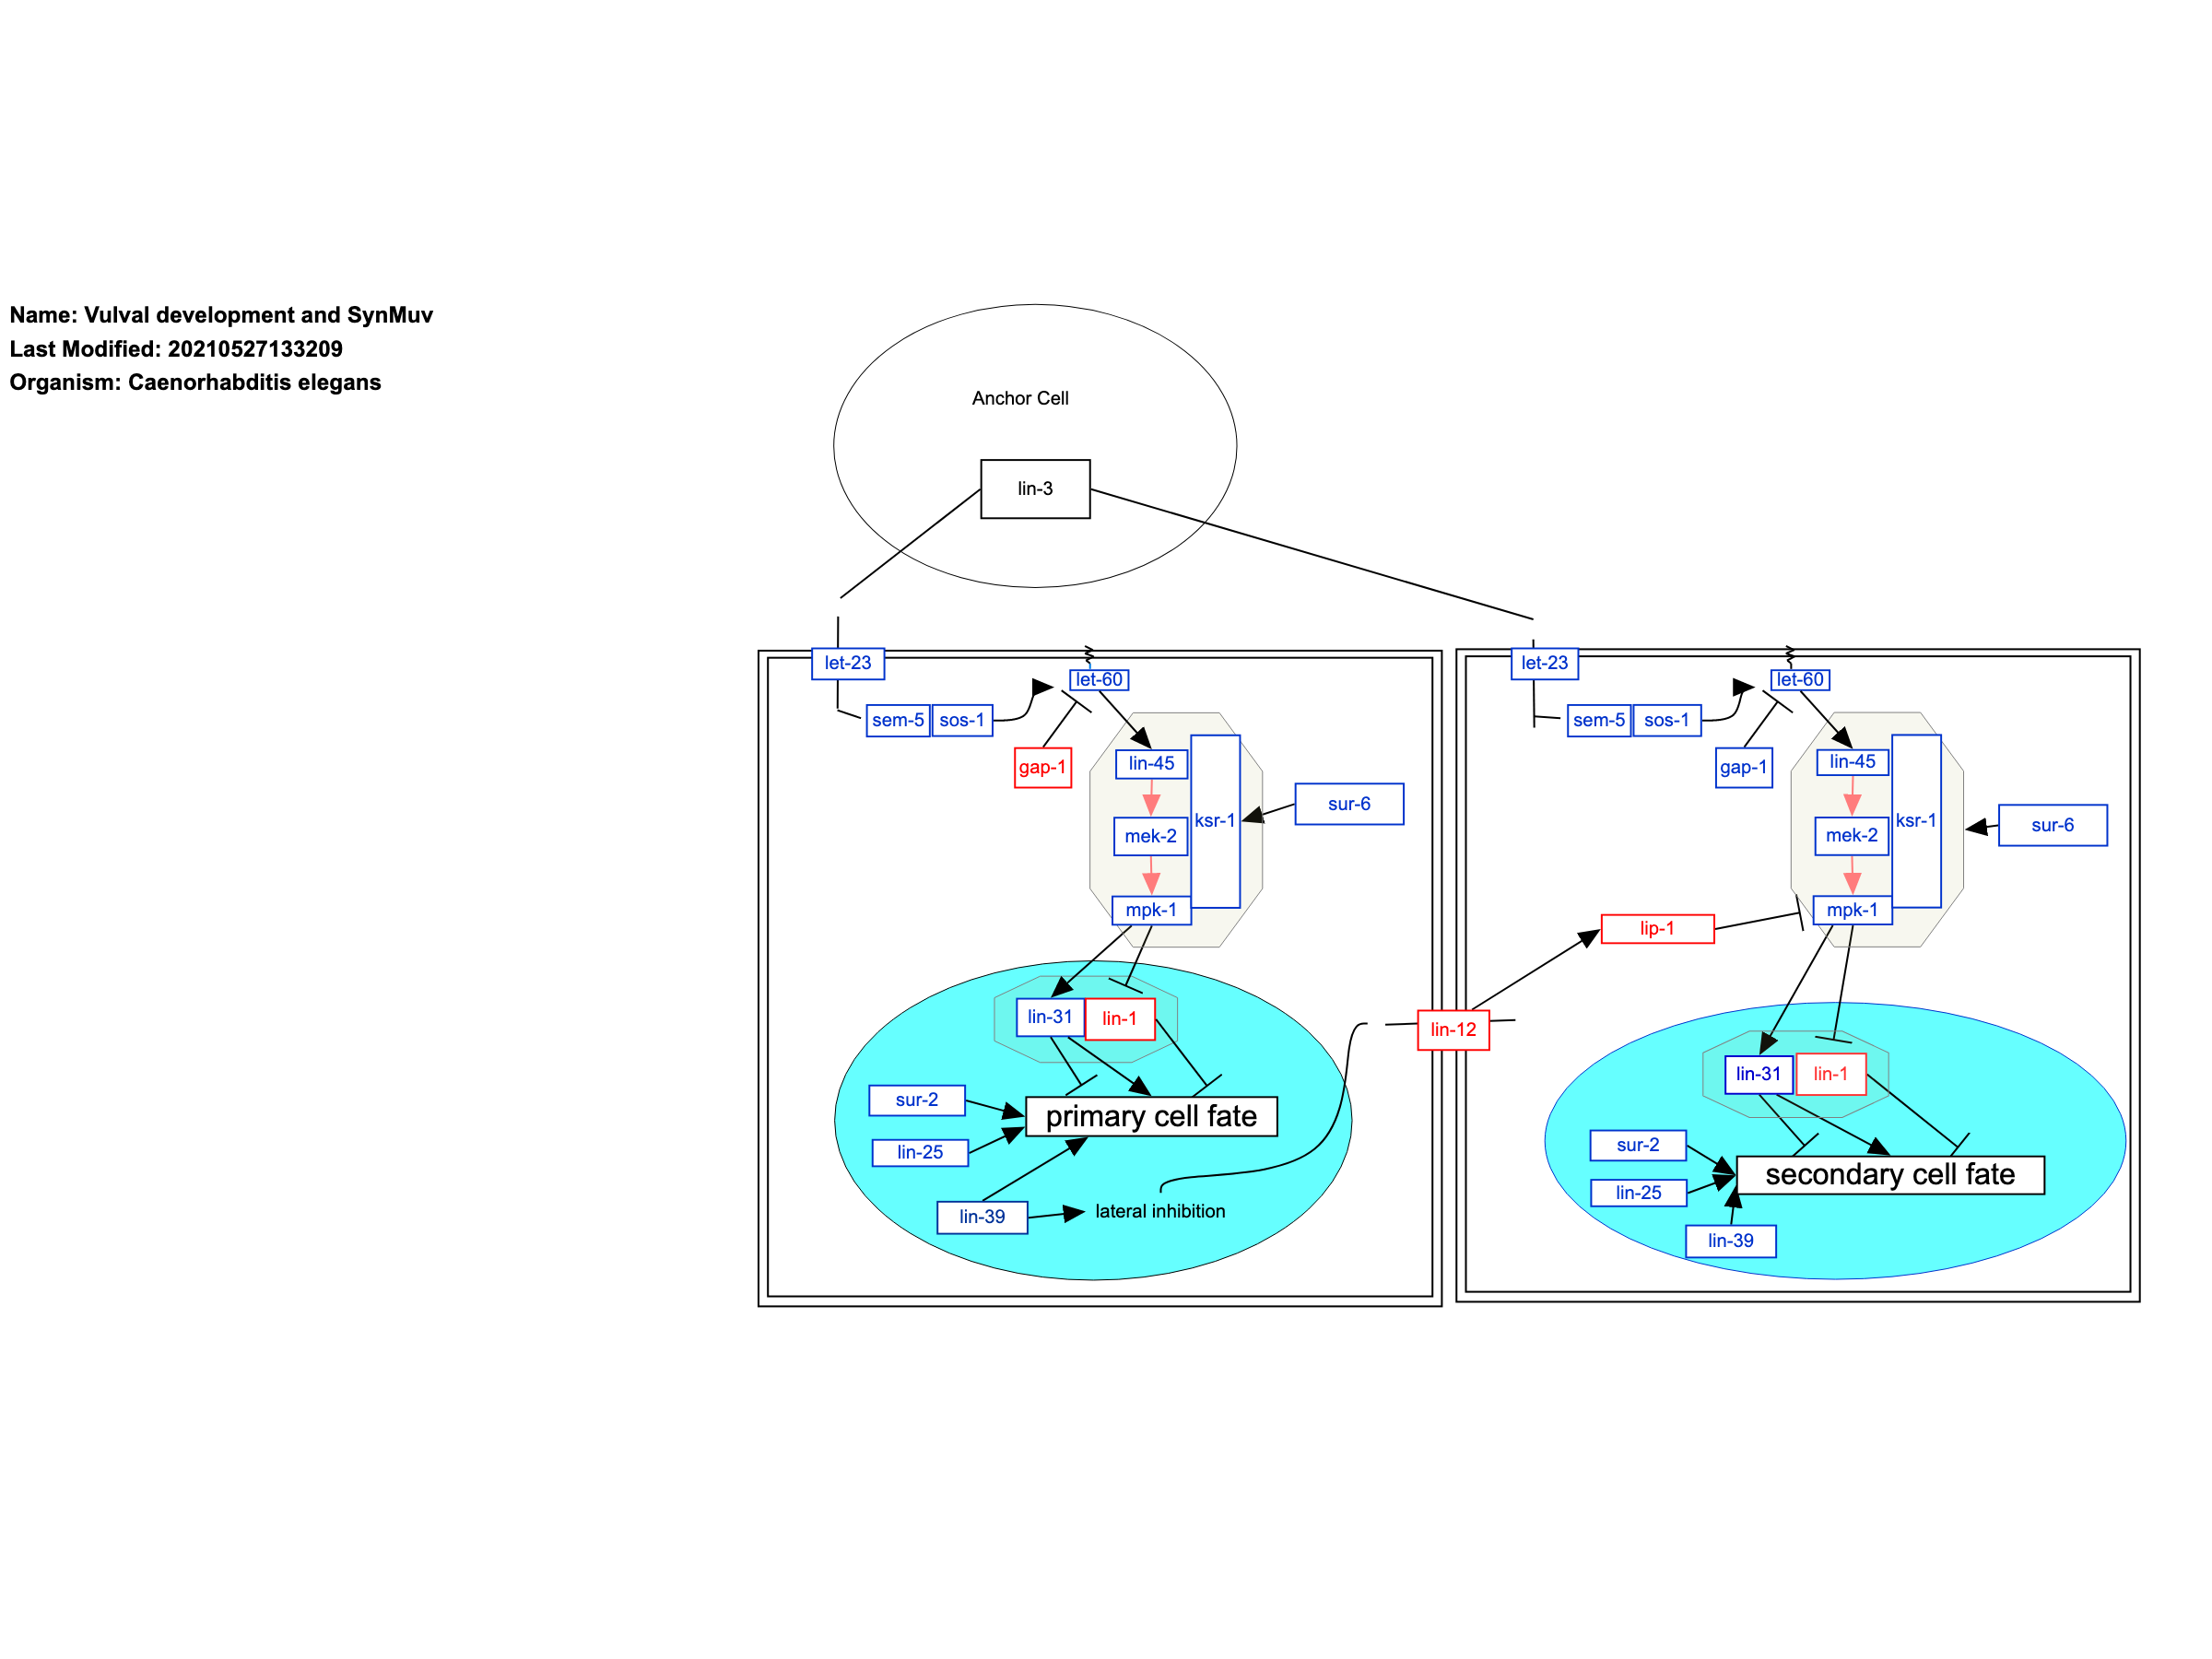 Name: Vulval development and SynMuv
Last Modified: 20210527133209
Organism: Caenorhabditis elegans
Anchor Cell
lin-3
let-23
let-60
sem-5
sos-1
gap-1
lin-45
ksr-1
sur-6
mek-2
mpk-1
lin-31
lin-1
sur-2
primary cell fate
lin-25
lin-39
lateral inhibition
lin-12
let-23
let-60
sem-5
sos-1
gap-1
lin-45
ksr-1
sur-6
mek-2
mpk-1
lip-1
lin-31
lin-1
sur-2
secondary cell fate
lin-25
lin-39